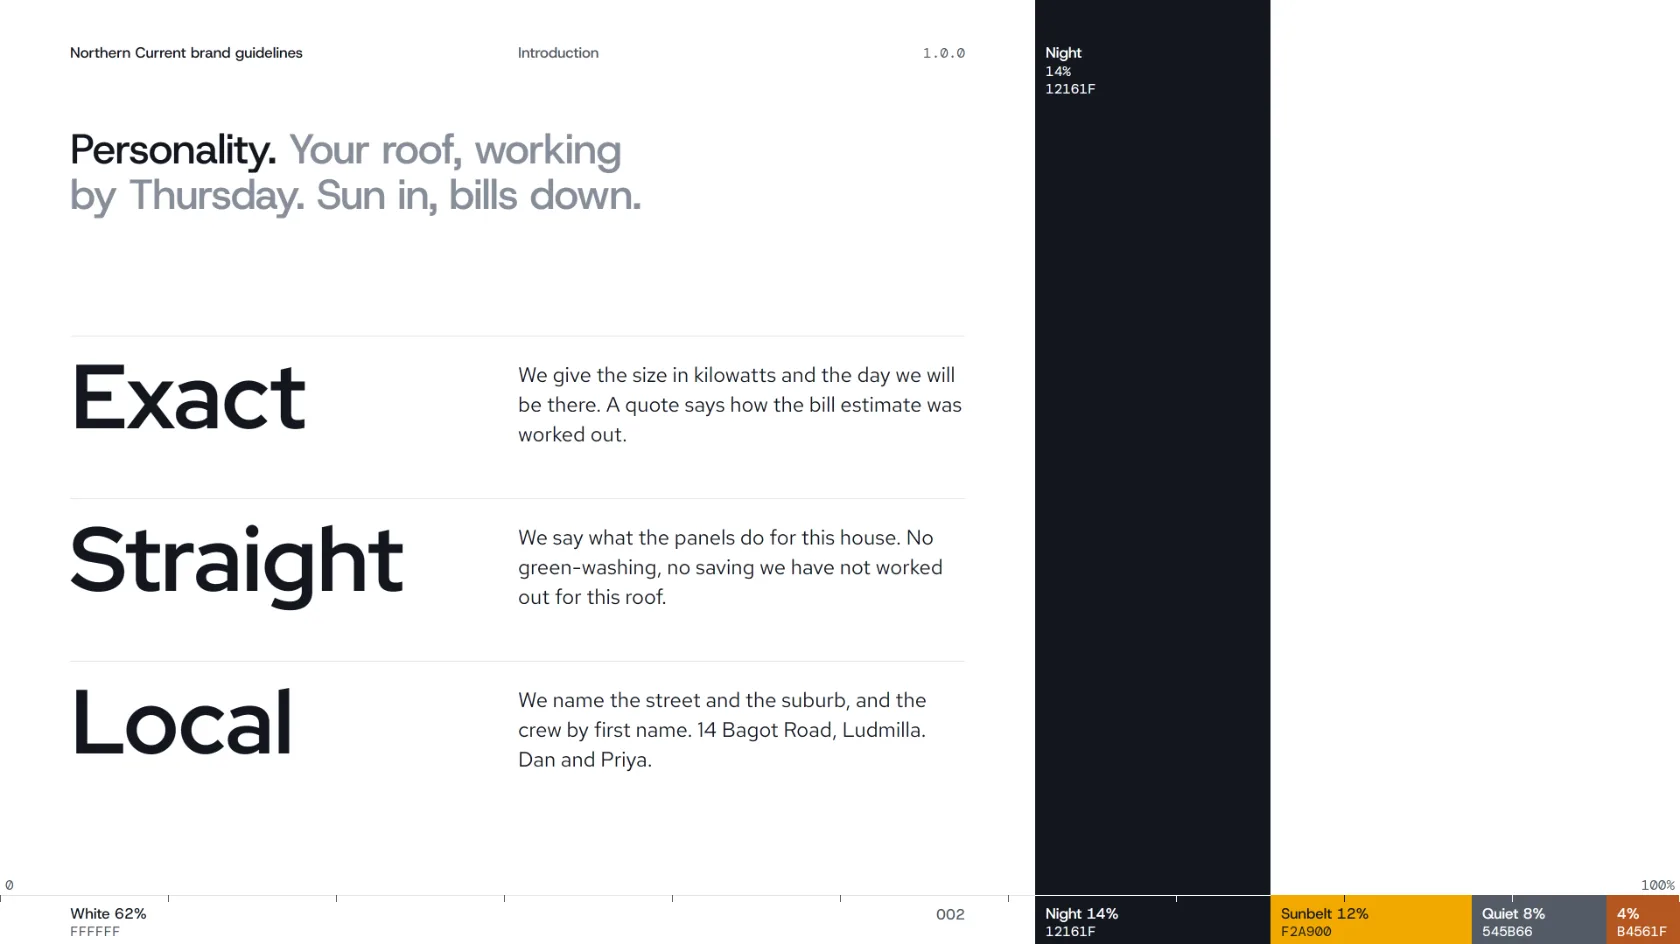 Northern Current brand guidelines
Introduction
1.0.0
Personality. Your roof, working
by Thursday. Sun in, bills down.
Exact
We give the size in kilowatts and the day we will
be there. A quote says how the bill estimate was
worked out.
Straight
We say what the panels do for this house. No
green-washing, no saving we have not worked
out for this roof.
Local
We name the street and the suburb, and the
crew by first name. 14 Bagot Road, Ludmilla.
Dan and Priya.
Night
14%
12161F
0
100%
White 62%
FFFFFF
002
Night 14%
12161F
Sunbelt 12%
F2A900
Quiet 8%
545B66
4%
B4561F